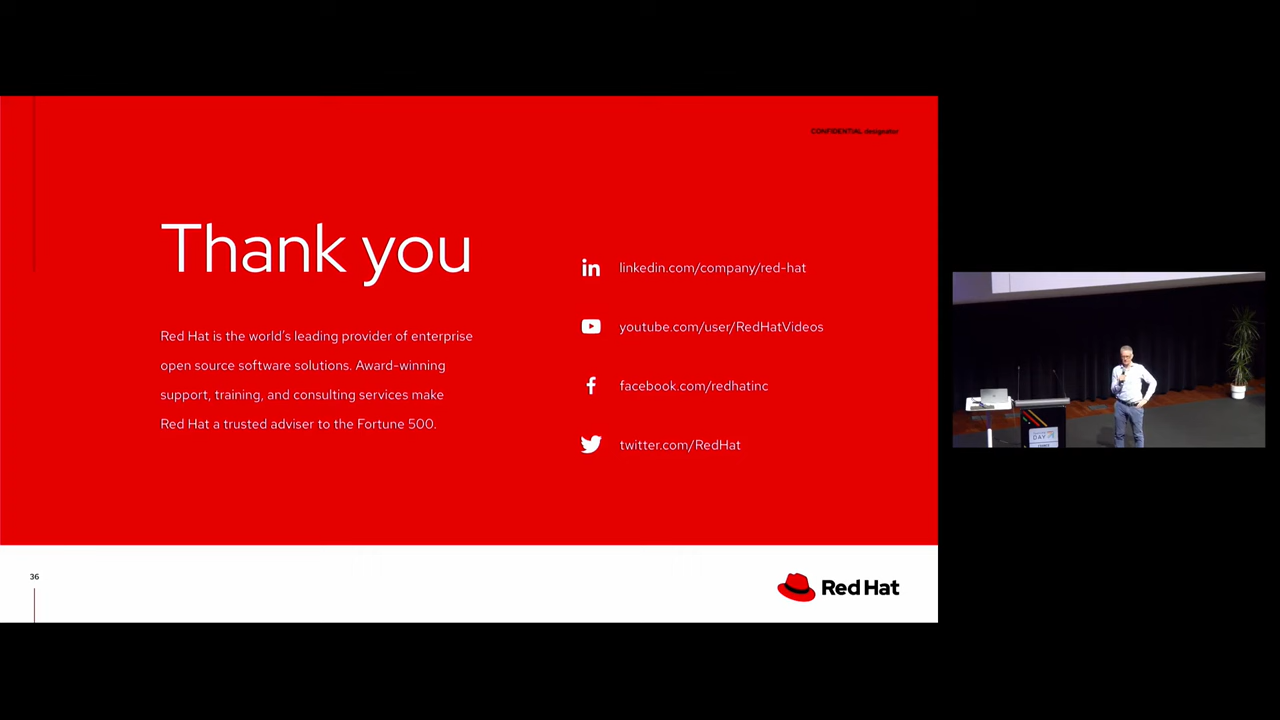 CONFIDENTIAL designator
Thank you
Red Hat is the world's leading provider of enterprise
open source software solutions. Award-winning
support, training, and consulting services make
Red Hat a trusted adviser to the Fortune 500.
linkedin.com/company/red-hat
youtube.com/user/RedHatVideos
facebook.com/redhatinc
twitter.com/RedHat
36
Red Hat
DAY